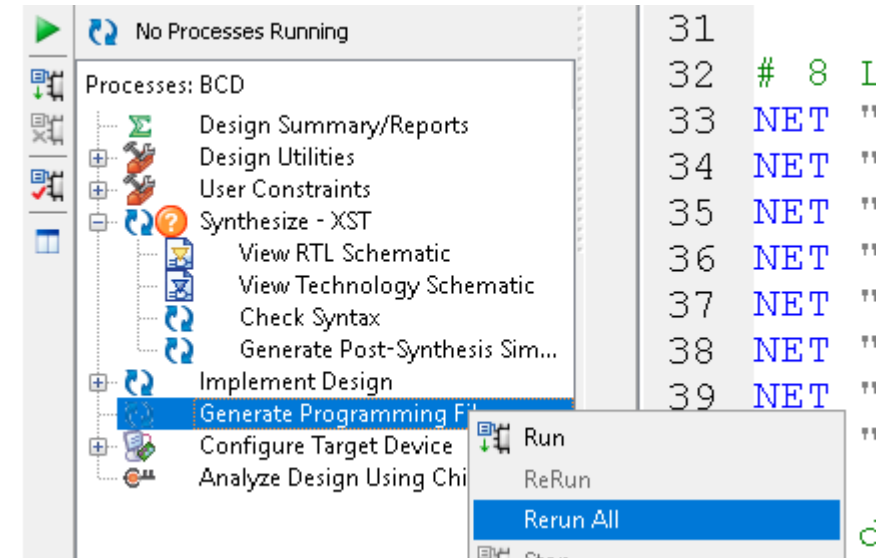 No Processes Running
Processes: BCD
Design Summary/Reports
Design Utilities
User Constraints
Synthesize - XST
View RTL Schematic
View Technology Schematic
Check Syntax
Generate Post-Synthesis Sim...
Implement Design
Generate Programming
Configure Target Device
Analyze Design Using
Run
ReRun
Rerun All
31
32 # 8
33 NET "
34 NET "
35 NET "
36 NET "
37 NET "
38 NET "
39 NET "
"